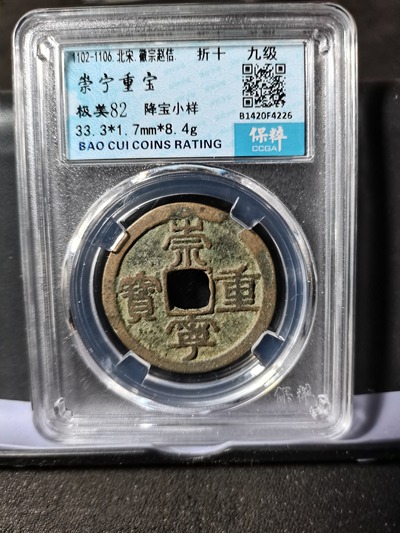 1102-1106.北宋.徽宗赵佶. 折十 九级
崇宁重宝
极美82 降宝小样
33.3*1.7mm*8.4g
BAO CUI COINS RATING
B1420F4226
保粹
CCGA
崇
寶 重
寧
保粹